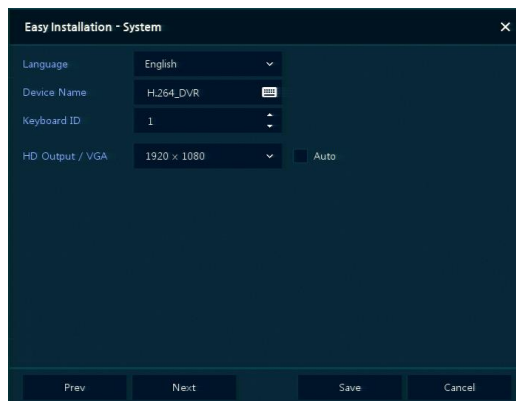 Easy Installation - System
Language English
Device Name H.264_DVR
Keyboard ID 1
HD Output / VGA 1920 x 1080 Auto
Prev Next Save Cancel